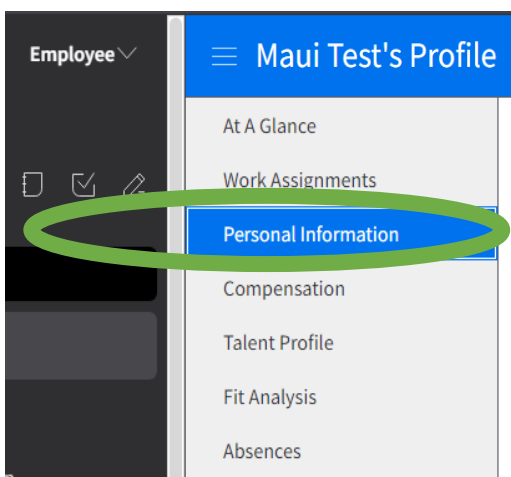 Employee
Maui Test's Profile
At A Glance
Work Assignments
Personal Information
Compensation
Talent Profile
Fit Analysis
Absences